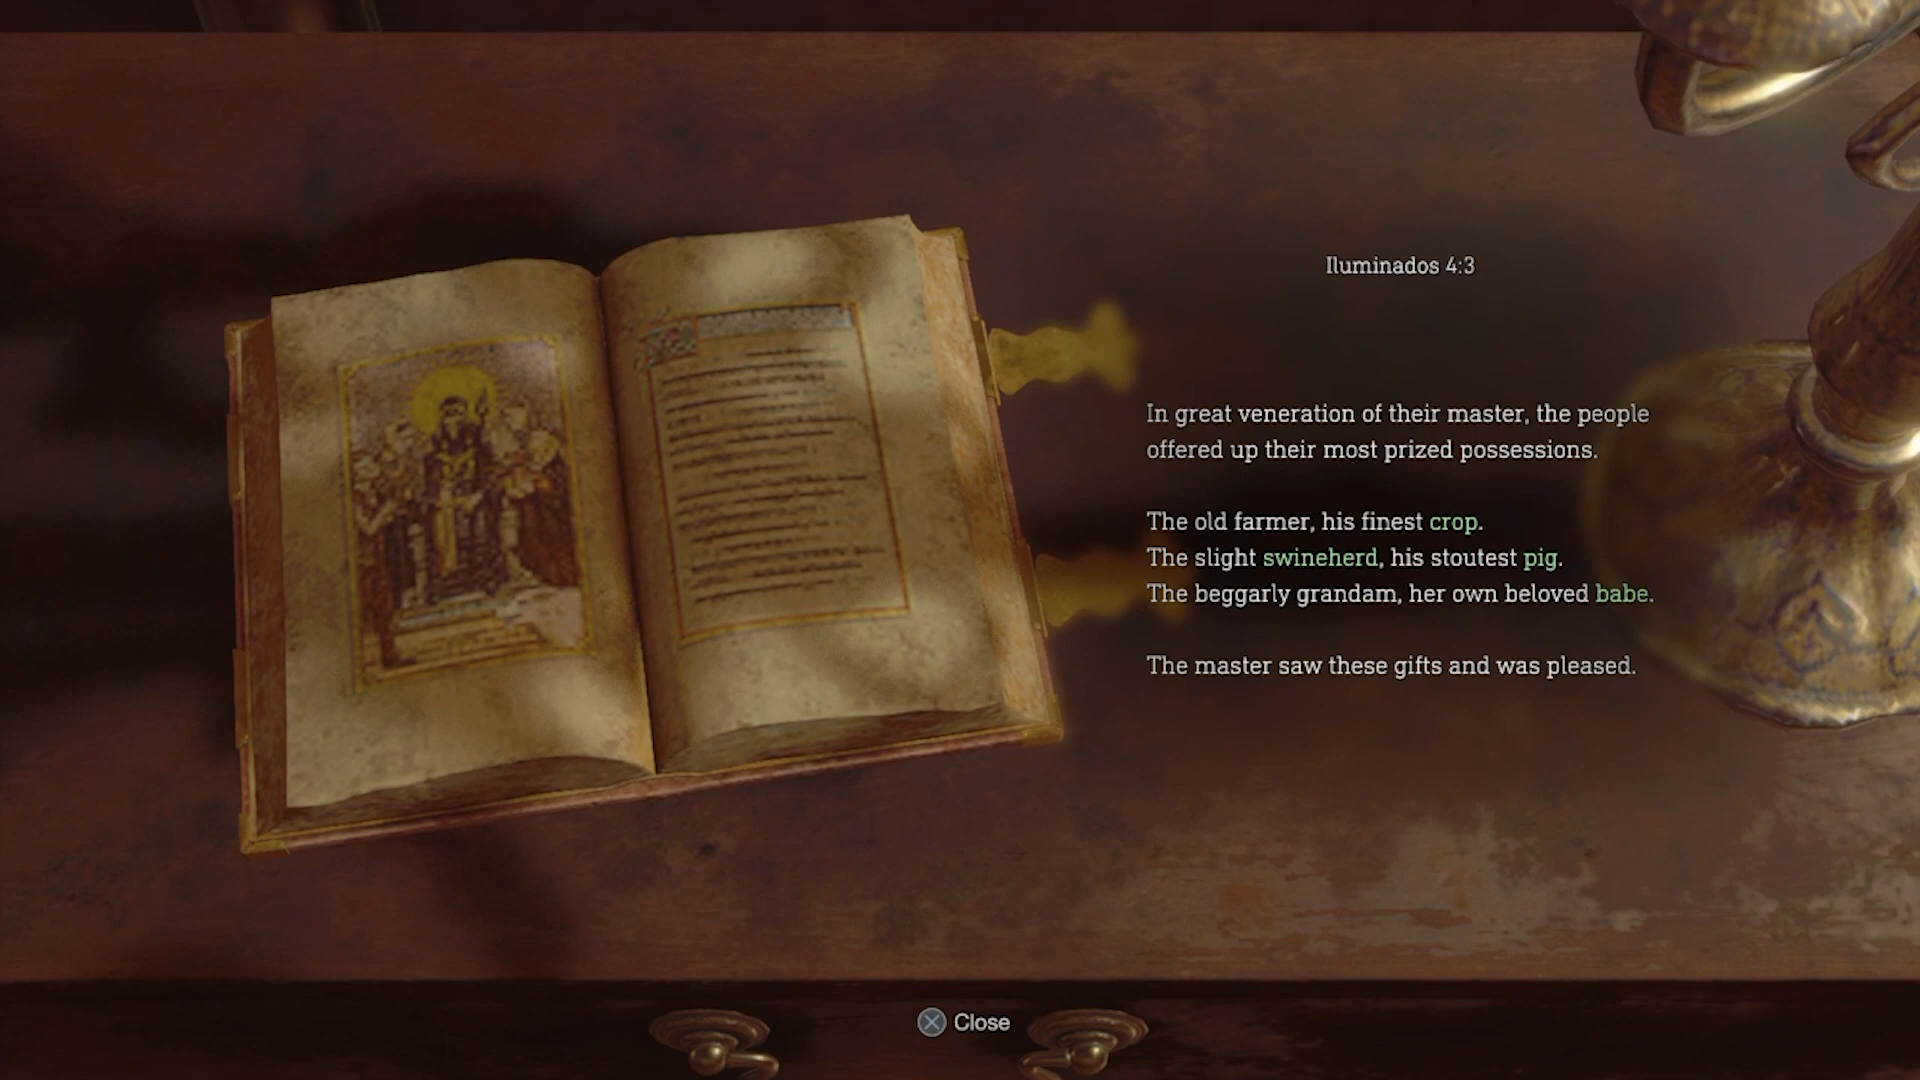 Iluminados 4:3
In great veneration of their master, the people
offered up their most prized possessions.
The old farmer, his finest crop.
The slight swineherd, his stoutest pig.
The beggarly grandam, her own beloved babe.
The master saw these gifts and was pleased.
Close